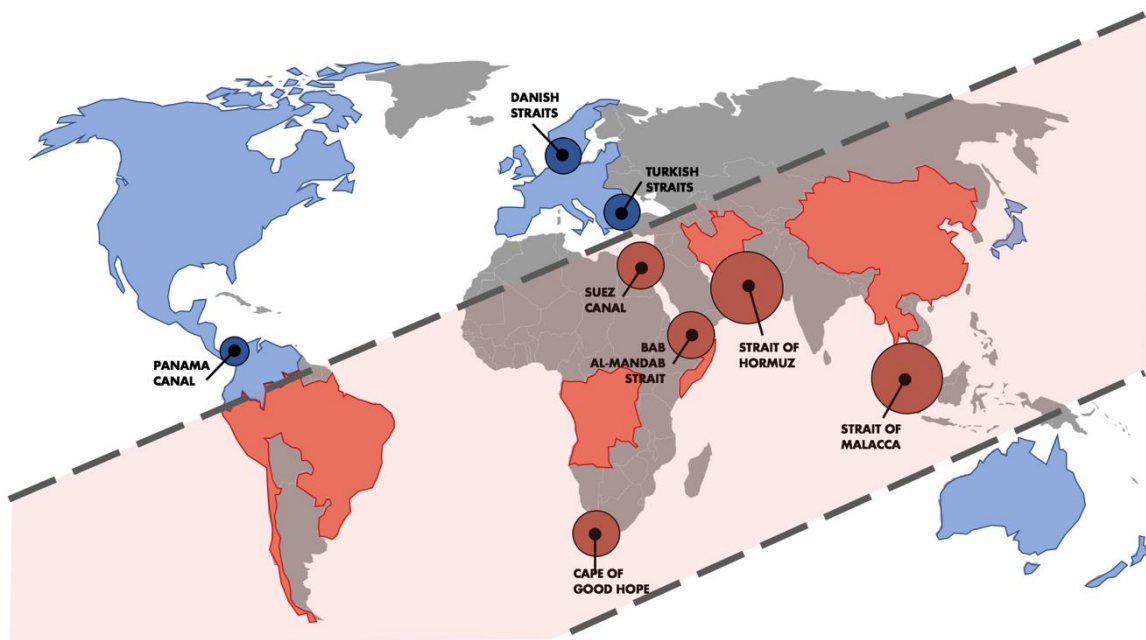 DANISH
STRAITS
TURKISH
STRAITS
SUEZ
CANAL
BAB
AL-MANDAB
STRAIT
STRAIT OF
HORMUZ
PANAMA
CANAL
STRAIT OF
MALACCA
CAPE OF
GOOD HOPE